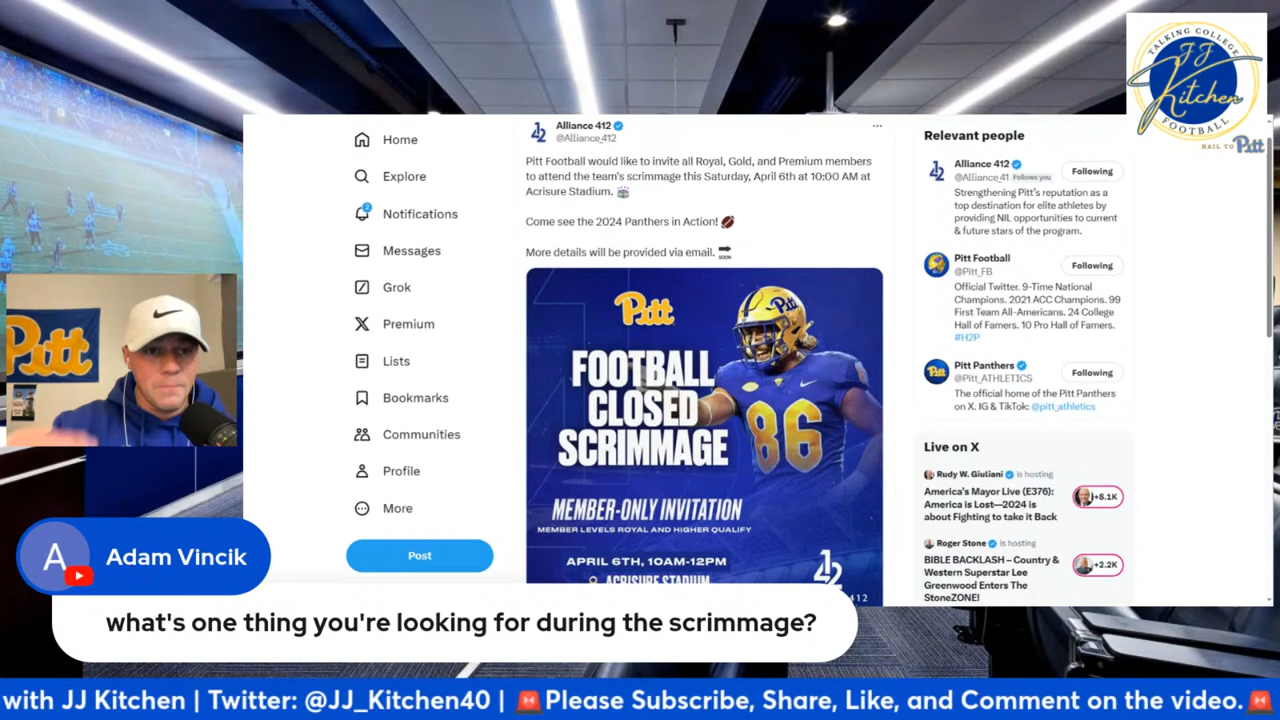 TALKING COLLEGE
JJ
Kitchen
FOOTBALL
HAIL TO Pitt
Home
Explore
Notifications
2
Messages
Grok
Premium
Lists
Bookmarks
Communities
Profile
More
Post
Alliance 412
@Alliance_412
Pitt Football would like to invite all Royal, Gold, and Premium members
to attend the team's scrimmage this Saturday, April 6th at 10:00 AM at
Acrisure Stadium. 🏟️
Come see the 2024 Panthers in Action! 🏈
More details will be provided via email. 🔜
Pitt
FOOTBALL
CLOSED
SCRIMMAGE
MEMBER-ONLY INVITATION
MEMBER LEVELS ROYAL AND HIGHER QUALIFY
APRIL 6TH, 10AM-12PM
ACRISURE STADIUM
Pitt
86
412
Relevant people
Alliance 412
@Alliance_41 Follows you
Following
Strengthening Pitt's reputation as a
top destination for elite athletes by
providing NIL opportunities to current
& future stars of the program.
Pitt Football
@Pitt_FB
Following
Official Twitter. 9-Time National
Champions. 2021 ACC Champions. 99
First Team All-Americans. 24 College
Hall of Famers. 10 Pro Hall of Famers.
#H2P
Pitt Panthers
@Pitt_ATHLETICS
Following
The official home of the Pitt Panthers
on X. IG & TikTok: @pitt_athletics
Live on X
Rudy W. Giuliani is hosting
America's Mayor Live (E376):
America is Lost—2024 is
about Fighting to take it Back
+8.1K
Roger Stone is hosting
BIBLE BACKLASH – Country &
Western Superstar Lee
Greenwood Enters The
StoneZONE!
+2.2K
Pitt
A
Adam Vincik
what's one thing you're looking for during the scrimmage?
with JJ Kitchen | Twitter: @JJ_Kitchen40 | 🚨Please Subscribe, Share, Like, and Comment on the video.🚨